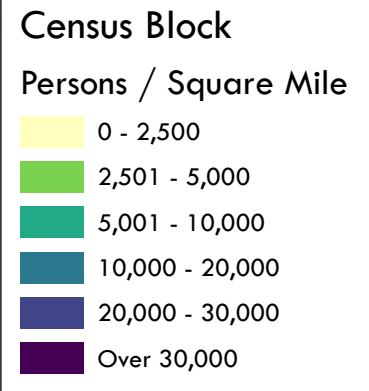 Census Block
Persons / Square Mile
0 - 2,500
2,501 - 5,000
5,001 - 10,000
10,000 - 20,000
20,000 - 30,000
Over 30,000